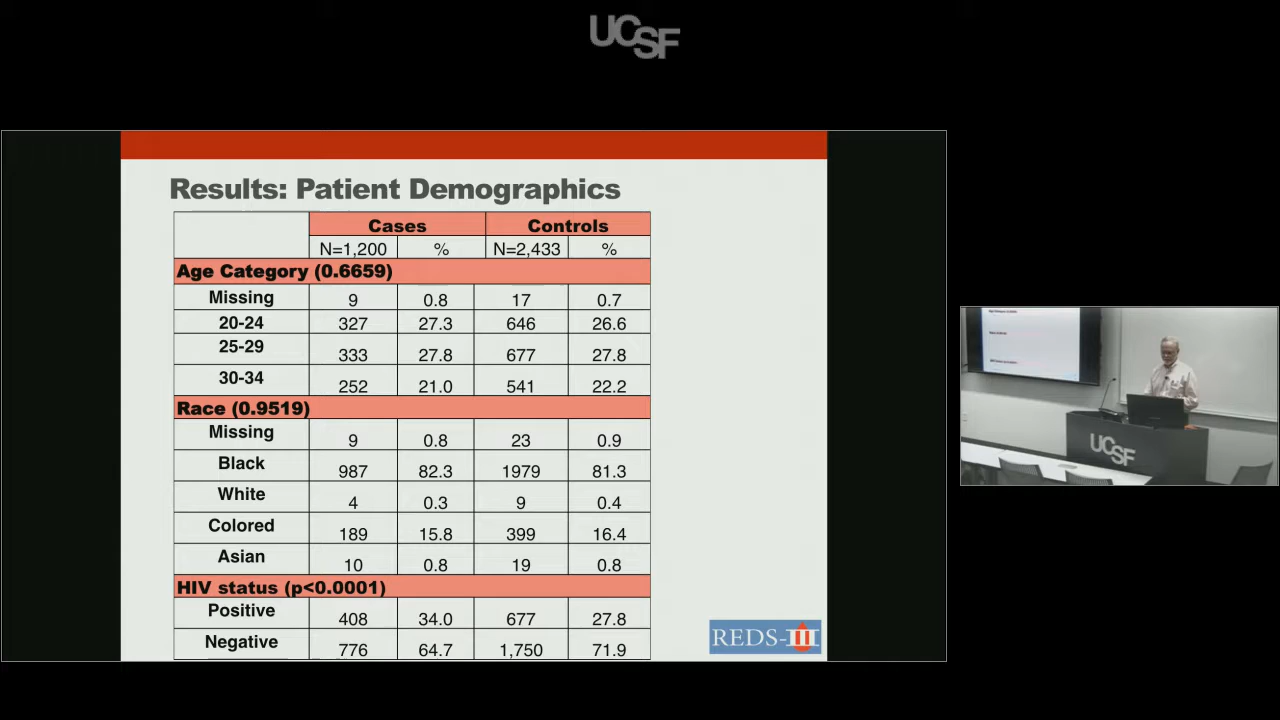 UCSF
Results: Patient Demographics
Cases Controls
N=1,200 % N=2,433 %
Age Category (0.6659)
Missing 9 0.8 17 0.7
20-24 327 27.3 646 26.6
25-29 333 27.8 677 27.8
30-34 252 21.0 541 22.2
Race (0.9519)
Missing 9 0.8 23 0.9
Black 987 82.3 1979 81.3
White 4 0.3 9 0.4
Colored 189 15.8 399 16.4
Asian 10 0.8 19 0.8
HIV status (p<0.0001)
Positive 408 34.0 677 27.8
Negative 776 64.7 1,750 71.9
REDS-III
UCSF